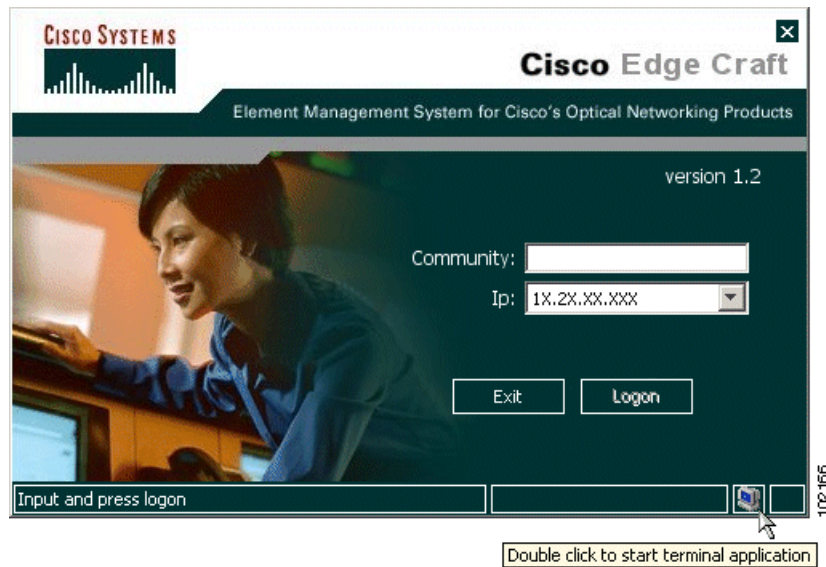 CISCO SYSTEMS
Cisco Edge Craft
Element Management System for Cisco's Optical Networking Products
version 1.2
Community:
Ip: 1X.2X.XX.XXX
Exit Logon
Input and press logon
102166
Double click to start terminal application